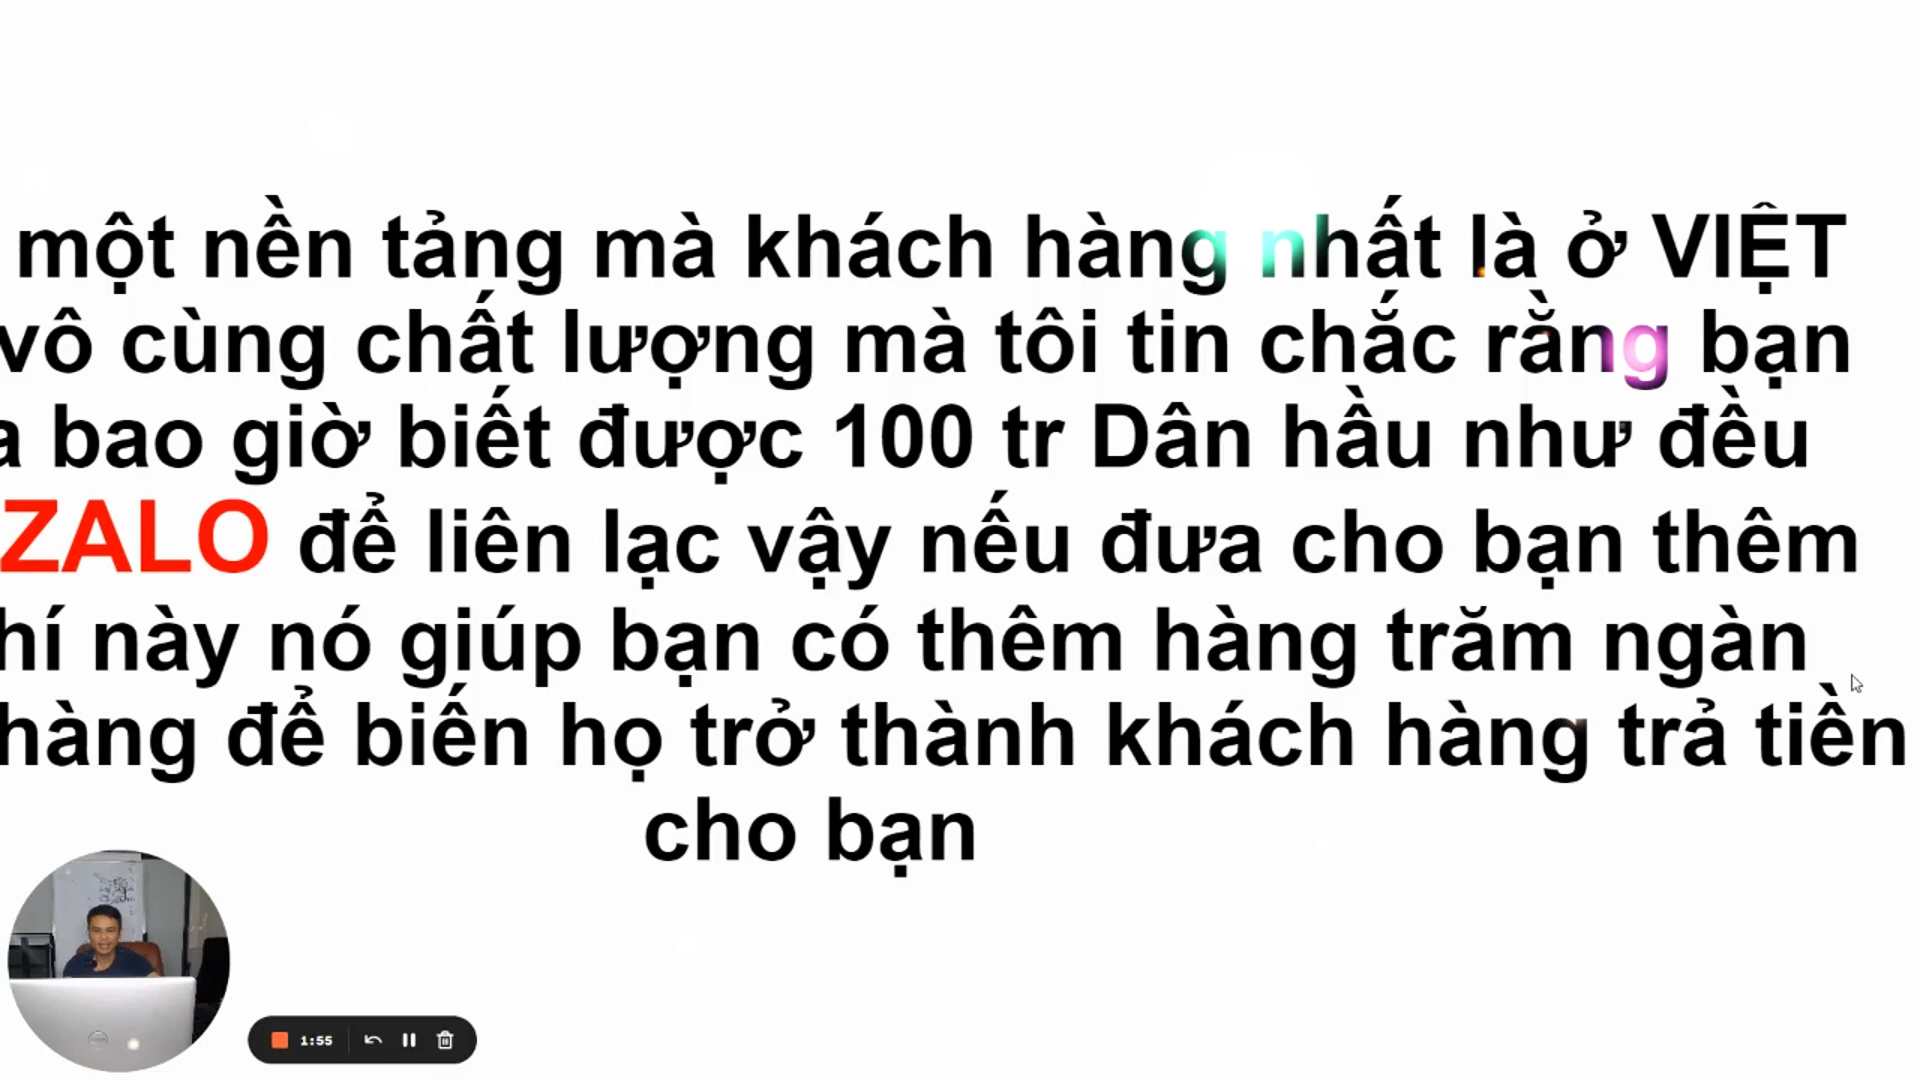 một nền tảng mà khách hàng nhất là ở VIỆT
vô cùng chất lượng mà tôi tin chắc rằng bạn
bao giờ biết được 100 tr Dân hầu như đều
ZALO để liên lạc vậy nếu đưa cho bạn thêm
hí này nó giúp bạn có thêm hàng trăm ngàn
hàng để biến họ trở thành khách hàng trả tiền
cho bạn
1:55